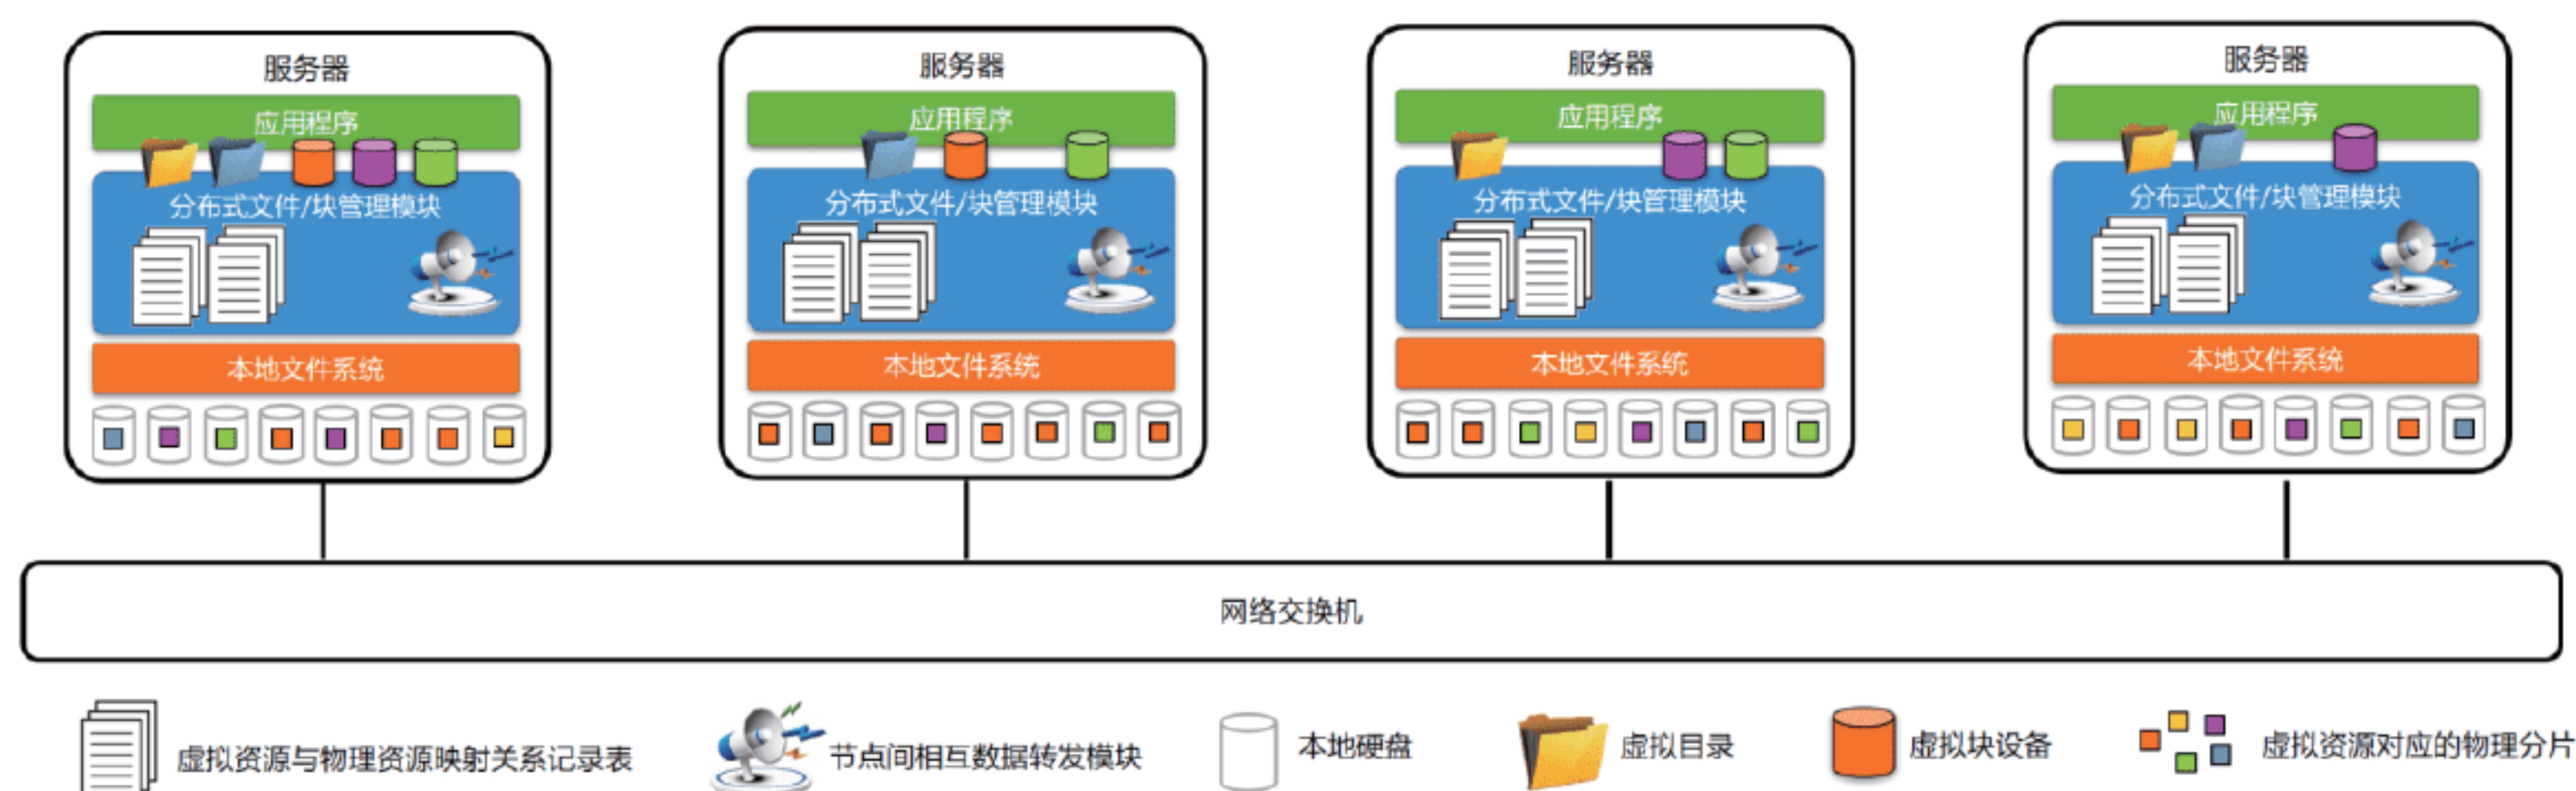 服务器
应用程序
分布式文件/块管理模块
本地文件系统
服务器
应用程序
分布式文件/块管理模块
本地文件系统
服务器
应用程序
分布式文件/块管理模块
本地文件系统
服务器
应用程序
分布式文件/块管理模块
本地文件系统
网络交换机
虚拟资源与物理资源映射关系记录表
节点间相互数据转发模块
本地硬盘
虚拟目录
虚拟块设备
虚拟资源对应的物理分片